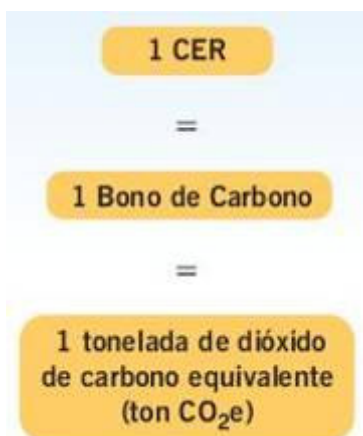 1 CER
=
1 Bono de Carbono
=
1 tonelada de dióxido
de carbono equivalente
(ton CO₂e)